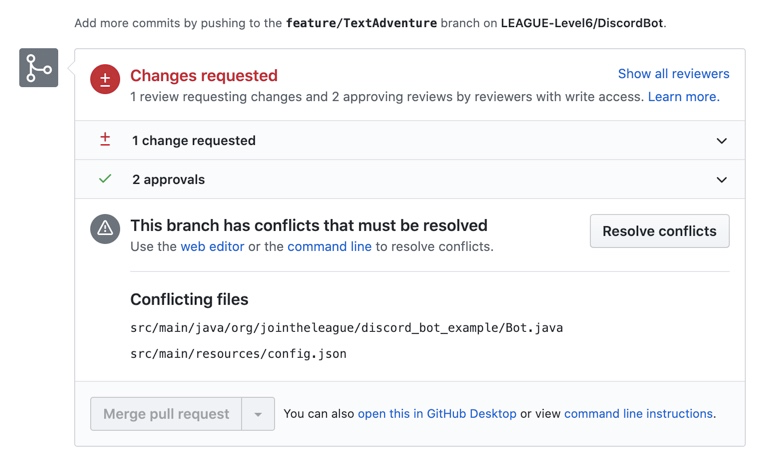 Add more commits by pushing to the feature/TextAdventure branch on LEAGUE-Level6/DiscordBot.
Changes requested
Show all reviewers
1 review requesting changes and 2 approving reviews by reviewers with write access. Learn more.
1 change requested
2 approvals
This branch has conflicts that must be resolved
Use the web editor or the command line to resolve conflicts.
Resolve conflicts
Conflicting files
src/main/java/org/jointheleague/discord_bot_example/Bot.java
src/main/resources/config.json
Merge pull request
You can also open this in GitHub Desktop or view command line instructions.